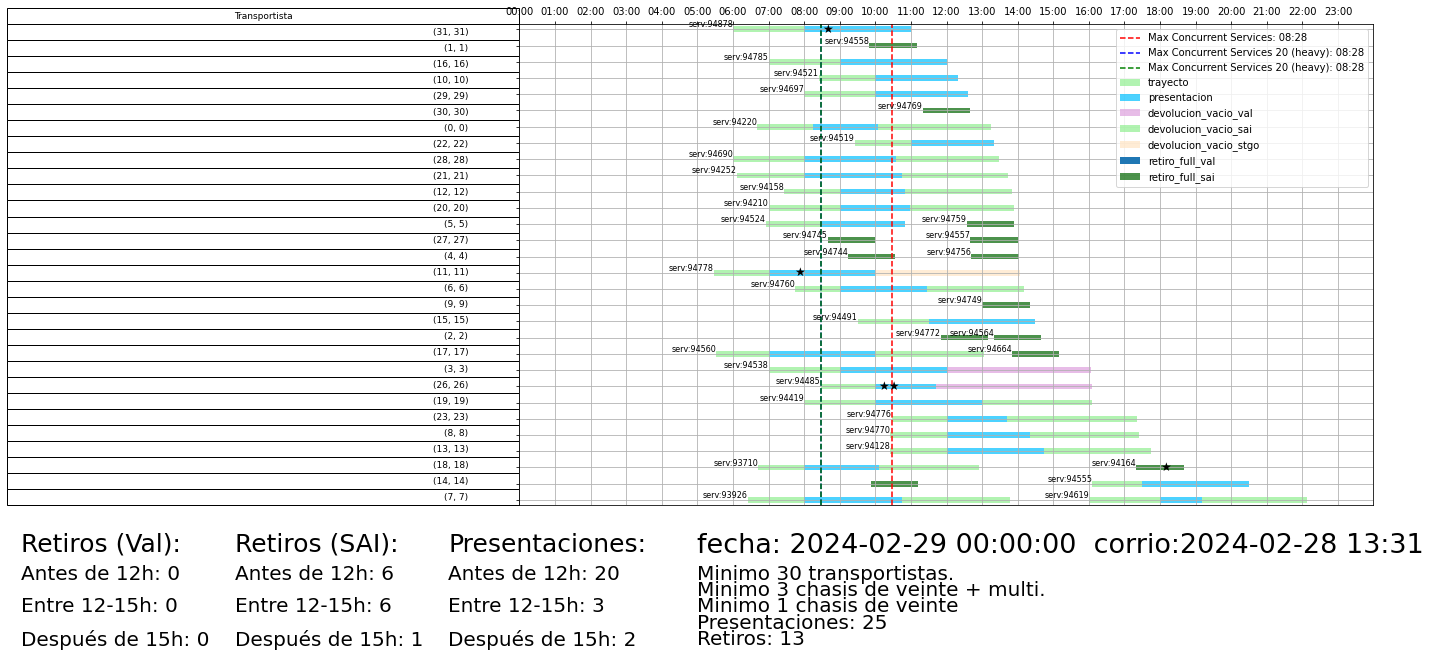 Transportista
00:00 01:00 02:00 03:00 04:00 05:00 06:00 07:00 08:00 09:00 10:00 11:00 12:00 13:00 14:00 15:00 16:00 17:00 18:00 19:00 20:00 21:00 22:00 23:00
(31, 31) serv:94878
(1, 1) serv:94558
(16, 16) serv:94785
(10, 10) serv:94521
(29, 29) serv:94697
(30, 30) serv:94769
(0, 0) serv:94220
(22, 22) serv:94519
(28, 28) serv:94690
(21, 21) serv:94252
(12, 12) serv:94158
(20, 20) serv:94210
(5, 5) serv:94524 serv:94759
(27, 27) serv:94745 serv:94557
(4, 4) serv:94744 serv:94756
(11, 11) serv:94778
(6, 6) serv:94760
(9, 9) serv:94749
(15, 15) serv:94491
(2, 2) serv:94772 serv:94564
(17, 17) serv:94560 serv:94664
(3, 3) serv:94538
(26, 26) serv:94485
(19, 19) serv:94419
(23, 23) serv:94776
(8, 8) serv:94770
(13, 13) serv:94128
(18, 18) serv:93710 serv:94164
(14, 14) serv:94555
(7, 7) serv:93926 serv:94619
Max Concurrent Services: 08:28
Max Concurrent Services 20 (heavy): 08:28
Max Concurrent Services 20 (heavy): 08:28
trayecto
presentacion
devolucion_vacio_val
devolucion_vacio_sai
devolucion_vacio_stgo
retiro_full_val
retiro_full_sai
Retiros (Val):
Antes de 12h: 0
Entre 12-15h: 0
Después de 15h: 0
Retiros (SAI):
Antes de 12h: 6
Entre 12-15h: 6
Después de 15h: 1
Presentaciones:
Antes de 12h: 20
Entre 12-15h: 3
Después de 15h: 2
fecha: 2024-02-29 00:00:00  corrio:2024-02-28 13:31
Minimo 30 transportistas.
Minimo 3 chasis de veinte + multi.
Minimo 1 chasis de veinte
Presentaciones: 25
Retiros: 13